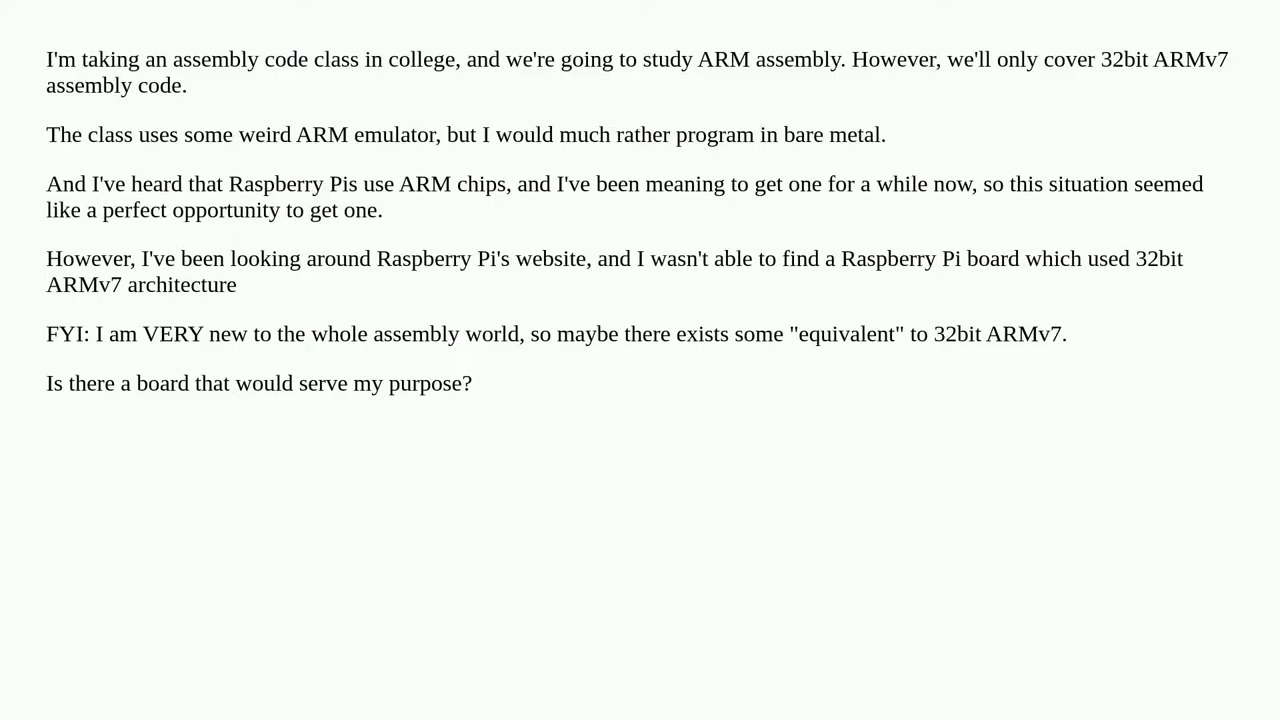 I'm taking an assembly code class in college, and we're going to study ARM assembly. However, we'll only cover 32bit ARMv7
assembly code.
The class uses some weird ARM emulator, but I would much rather program in bare metal.
And I've heard that Raspberry Pis use ARM chips, and I've been meaning to get one for a while now, so this situation seemed
like a perfect opportunity to get one.
However, I've been looking around Raspberry Pi's website, and I wasn't able to find a Raspberry Pi board which used 32bit
ARMv7 architecture
FYI: I am VERY new to the whole assembly world, so maybe there exists some "equivalent" to 32bit ARMv7.
Is there a board that would serve my purpose?